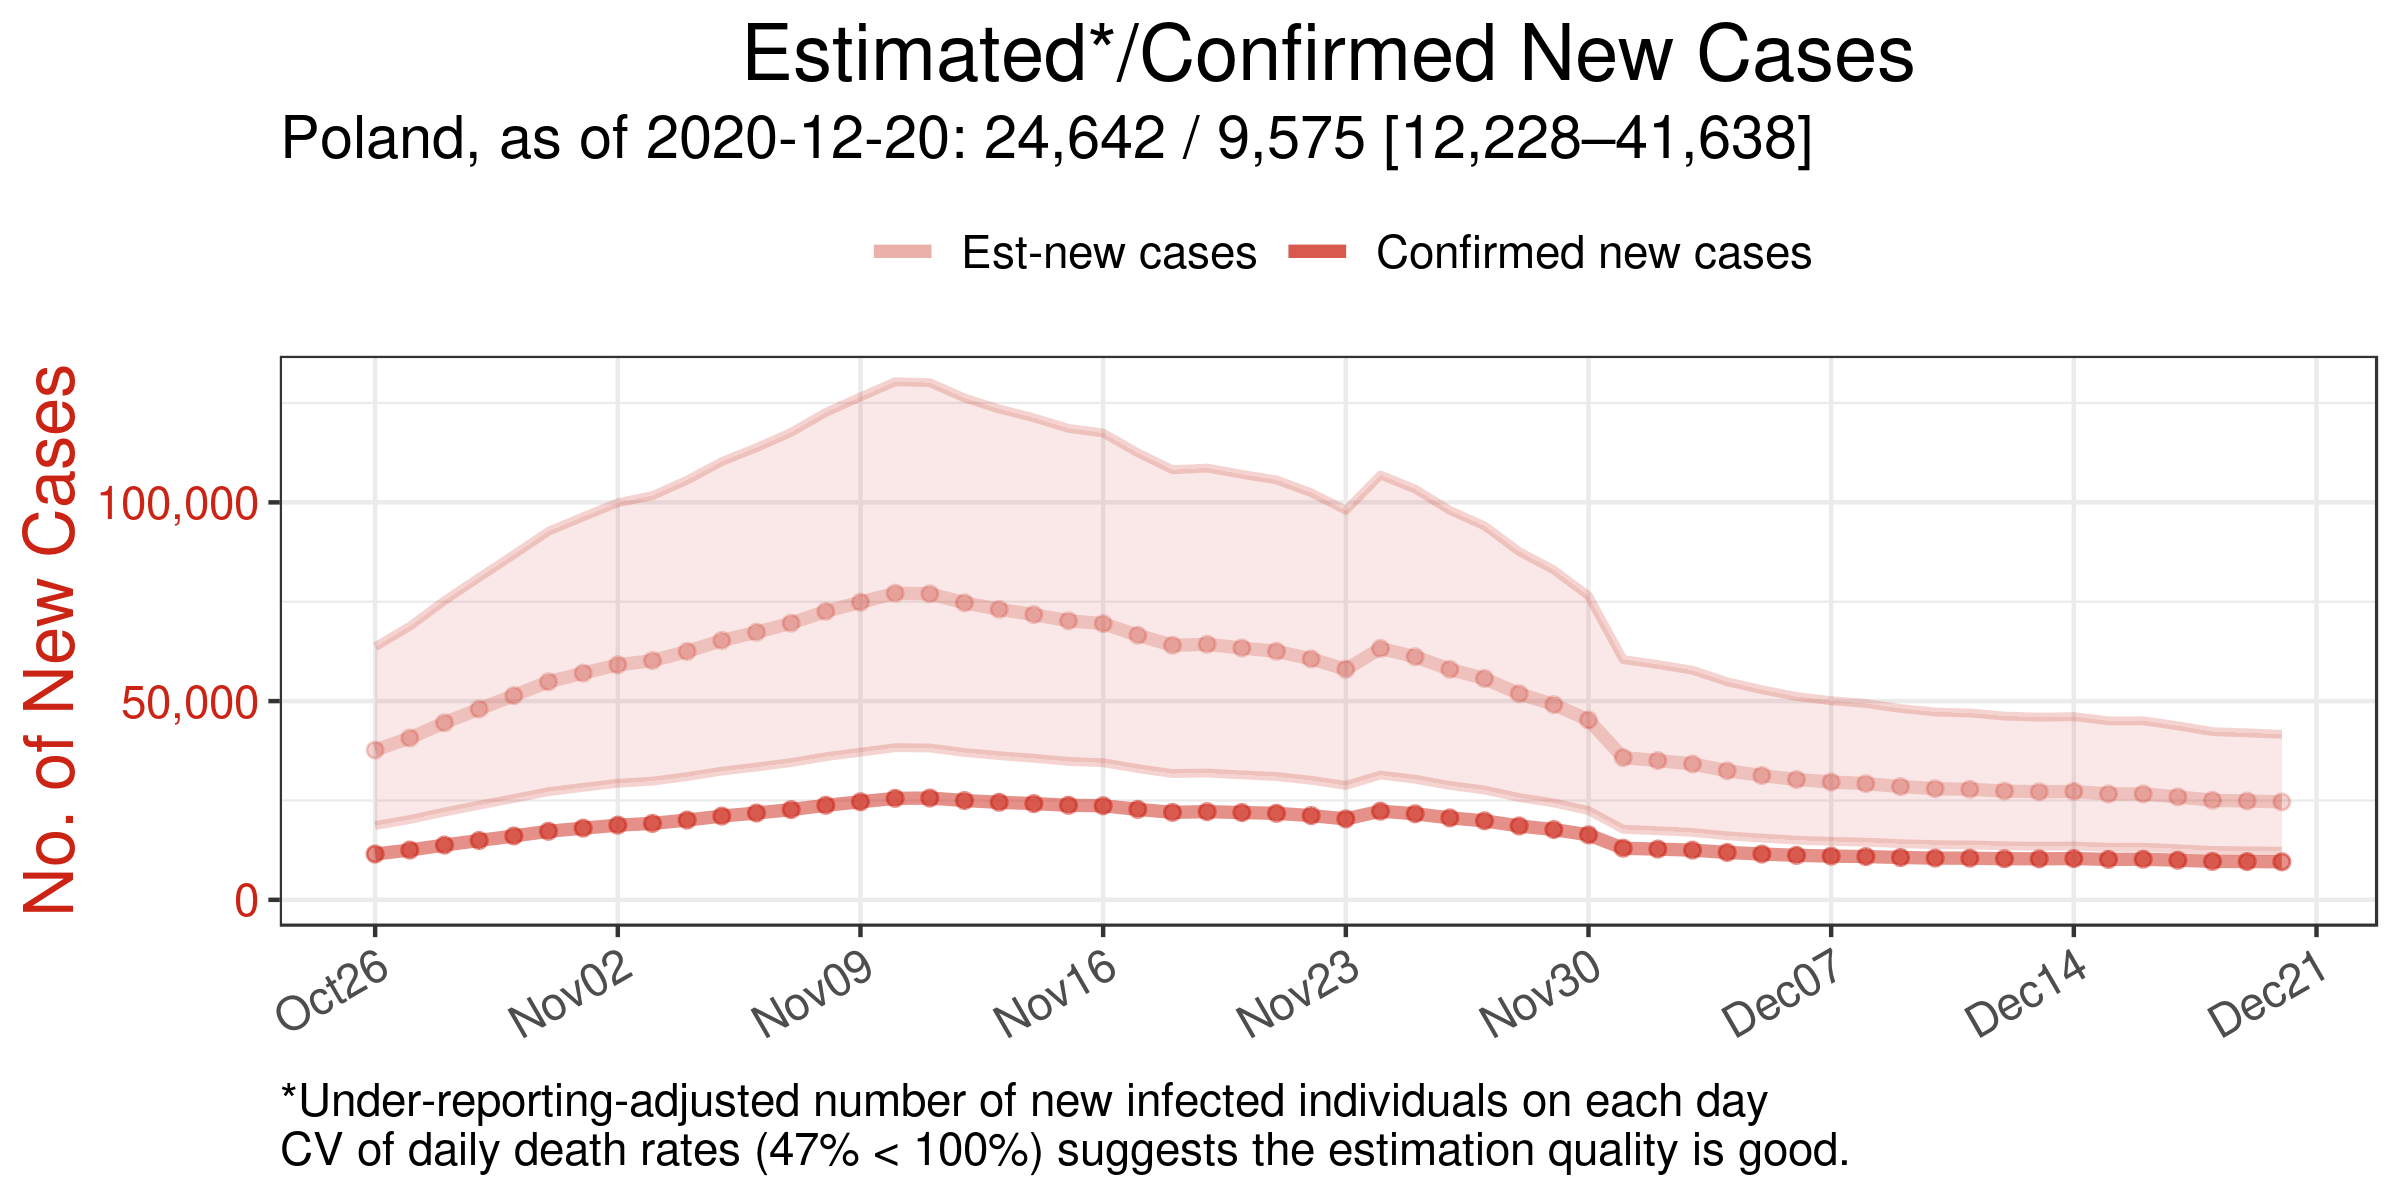 Estimated*/Confirmed New Cases
Poland, as of 2020-12-20: 24,642 / 9,575 [12,228–41,638]
Est-new cases Confirmed new cases
No. of New Cases
100,000
50,000
0
Oct26 Nov02 Nov09 Nov16 Nov23 Nov30 Dec07 Dec14 Dec21
*Under-reporting-adjusted number of new infected individuals on each day
CV of daily death rates (47% < 100%) suggests the estimation quality is good.